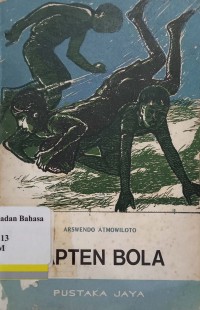 ARSWENDO ATMOWILOTO
APTEN BOLA
adan Bahasa
13
M
PUSTAKA JAYA